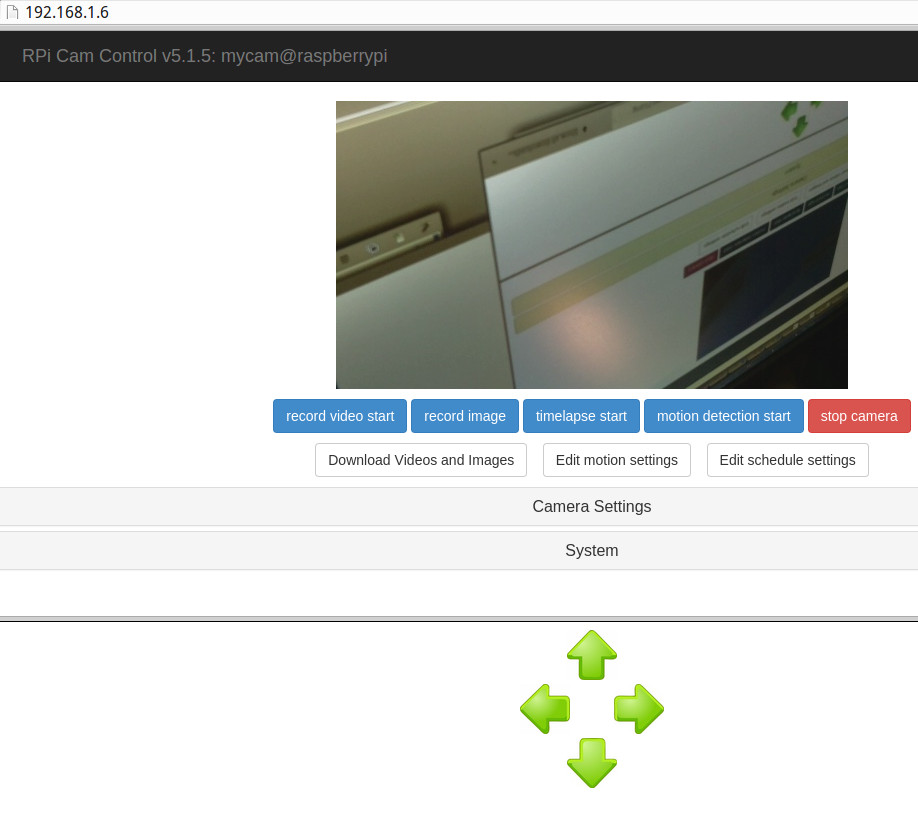 192.168.1.6
RPi Cam Control v5.1.5: mycam@raspberrypi
record video start record image timelapse start motion detection start stop camera
Download Videos and Images Edit motion settings Edit schedule settings
Camera Settings
System